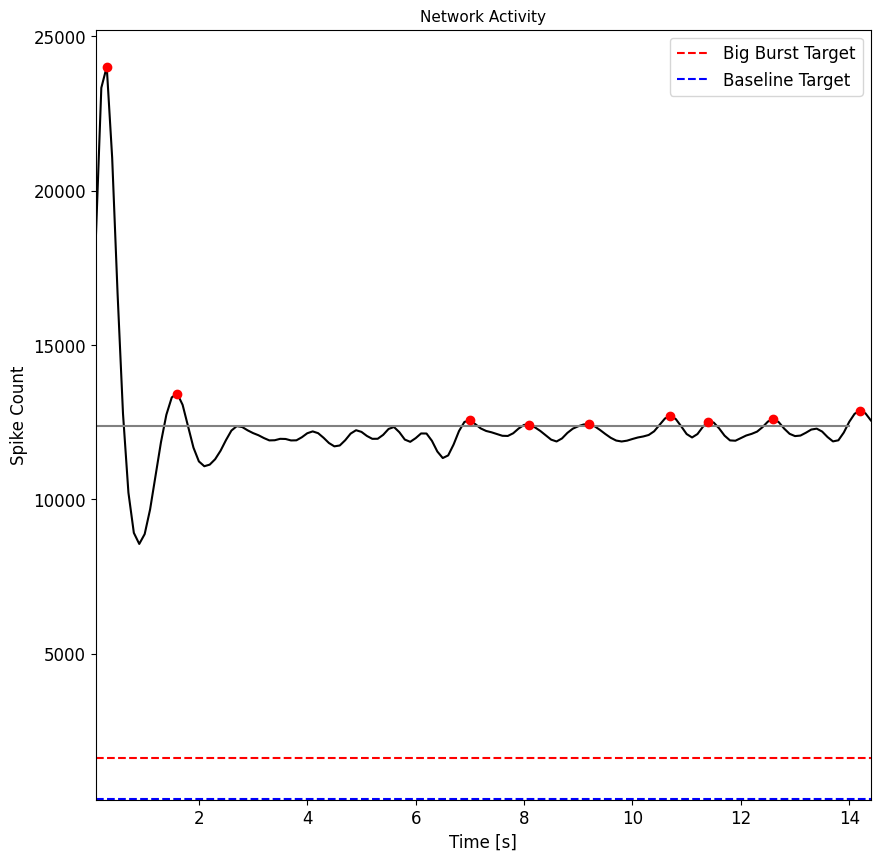 Network Activity
25000
20000
15000
10000
5000
Spike Count
Big Burst Target
Baseline Target
2 4 6 8 10 12 14
Time [s]